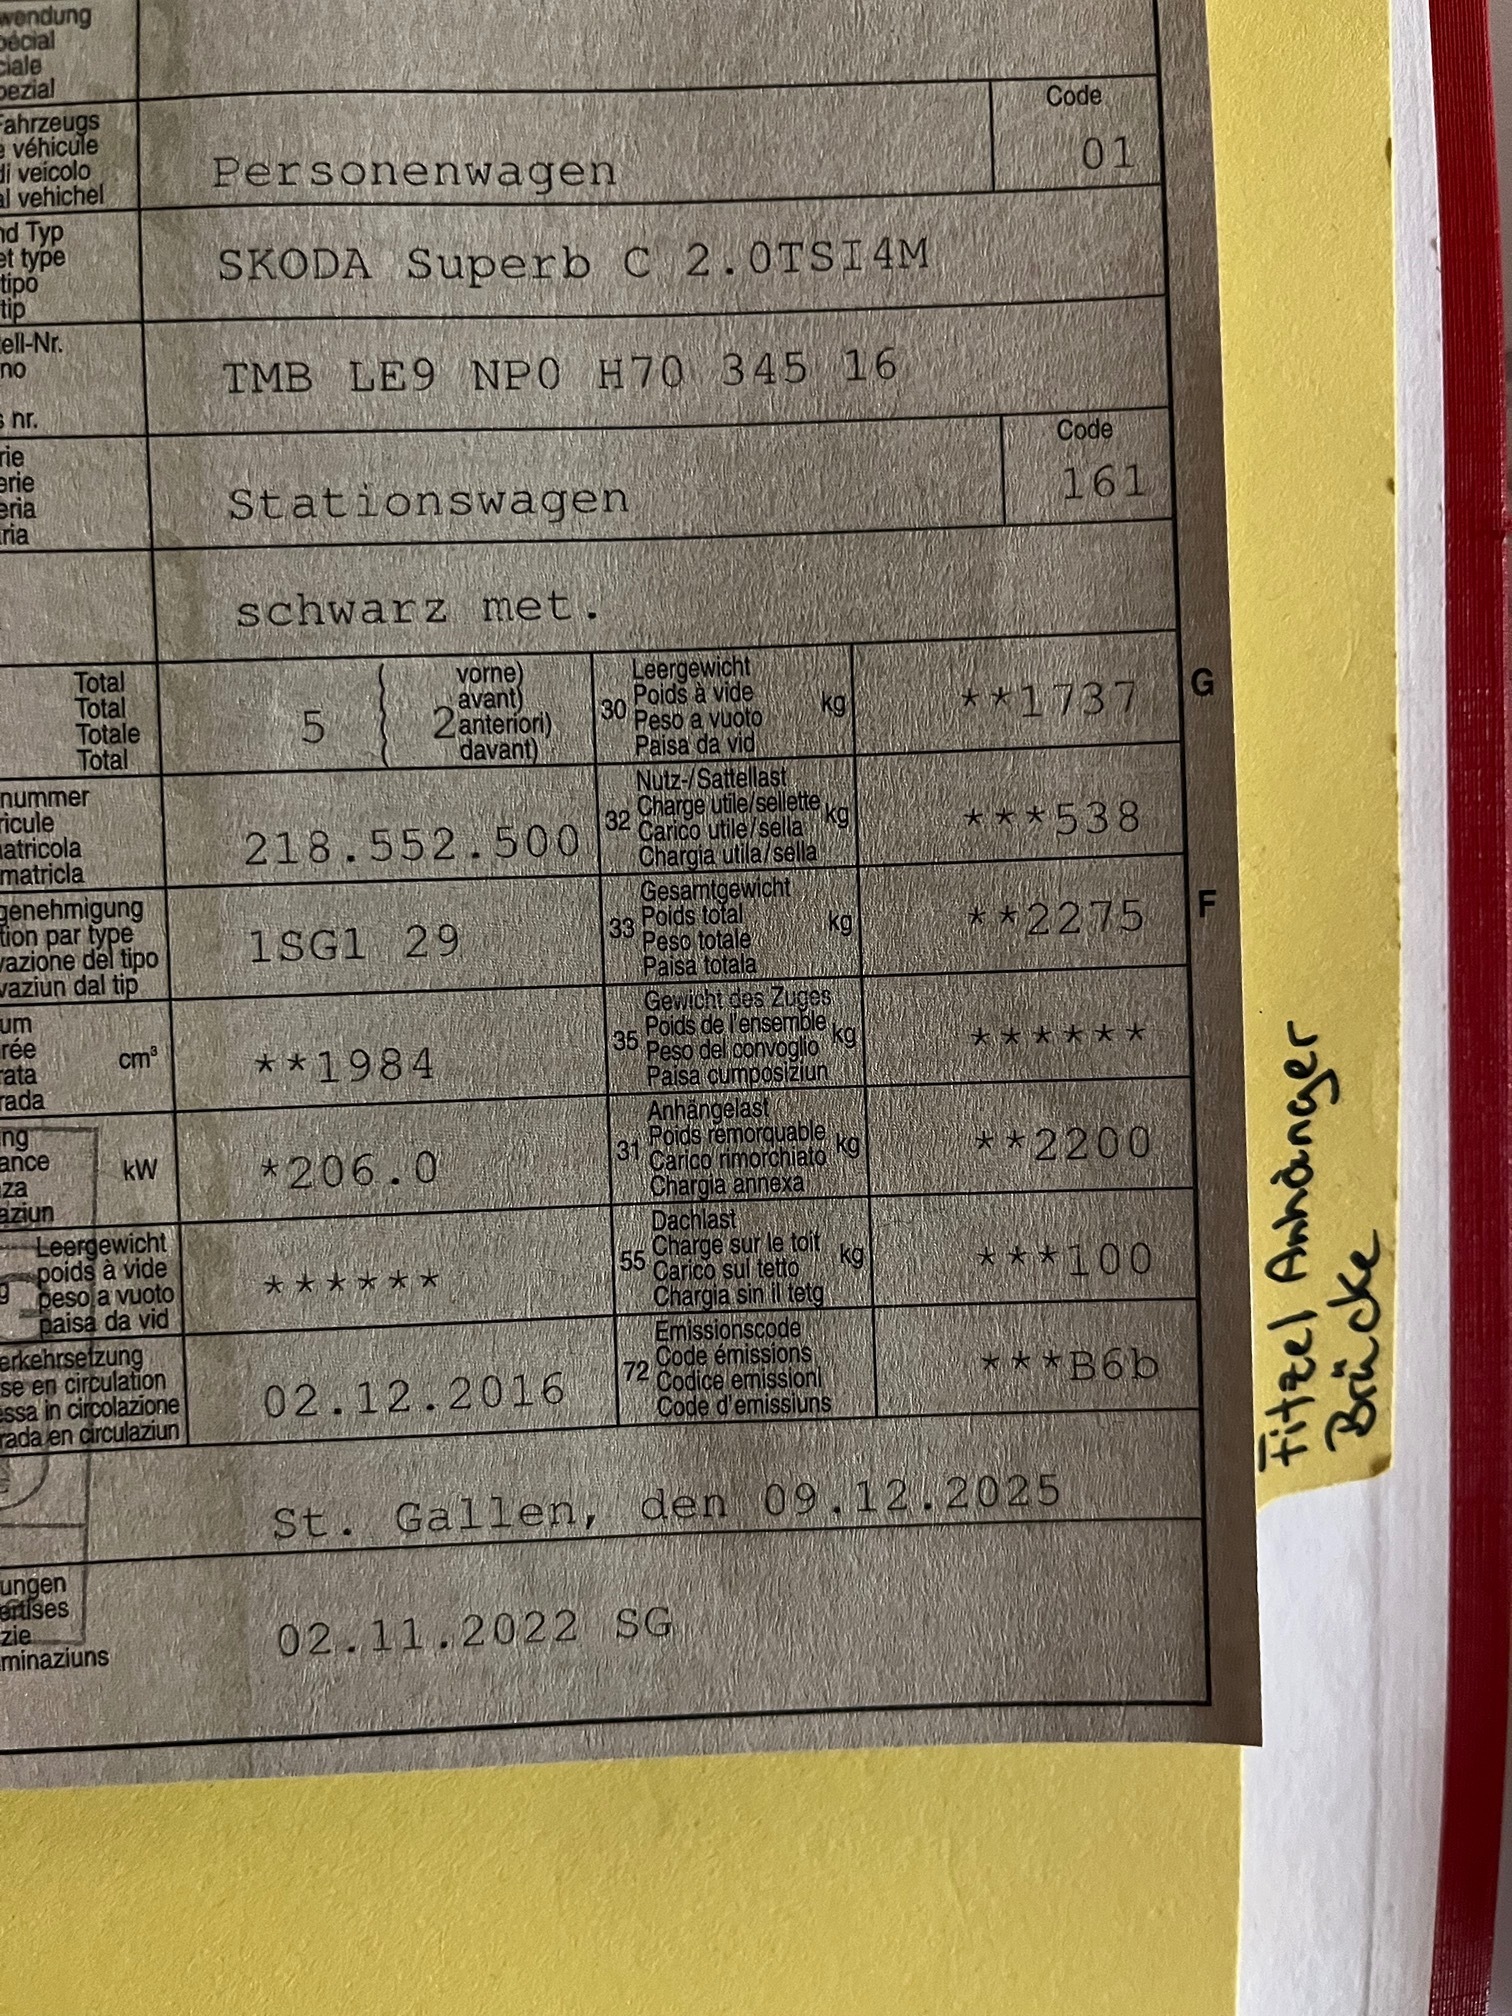 wendung
pécial
ciale
pezial
Code
Fahrzeugs
e véhicule
di veicolo
al vehichel
Personenwagen
01
nd Typ
et type
tipo
tip
SKODA Superb C 2.0TSI4M
ell-Nr.
no
s nr.
TMB LE9 NP0 H70 345 16
Code
rie
erie
eria
ria
Stationswagen
161
schwarz met.
Total
Total
Totale
Total
5
2
vorne)
avant)
anteriori)
davant)
30
Leergewicht
Poids à vide
Peso a vuoto
Paisa da vid
kg
**1737
G
nummer
ricule
natricola
matricla
218.552.500
32
Nutz-/Sattellast
Charge utile/sellette
Carico utile/sella
Chargia utila/sella
kg
***538
genehmigung
tion par type
vazione del tipo
vaziun dal tip
1SG1 29
33
Gesamtgewicht
Poids total
Peso totale
Paisa totala
kg
**2275
F
um
rée
rata
rada
cm³
**1984
35
Gewicht des Zuges
Poids de l'ensemble
Peso del convoglio
Paisa cumposiziun
kg
******
ng
ance
za
aziun
kW
*206.0
31
Anhängelast
Poids remorquable
Carico rimorchiato
Chargia annexa
kg
**2200
Leergewicht
poids à vide
peso a vuoto
paisa da vid
g
******
55
Dachlast
Charge sur le toit
Carico sul tetto
Chargia sin il tetg
kg
***100
erkehrsetzung
se en circulation
essa in circolazione
rada en circulaziun
02.12.2016
72
Emissionscode
Code émissions
Codice emissioni
Code d'emissiuns
***B6b
St. Gallen, den 09.12.2025
ungen
ertises
zie
minaziuns
02.11.2022 SG
Fitzel Anhänger
Brücke